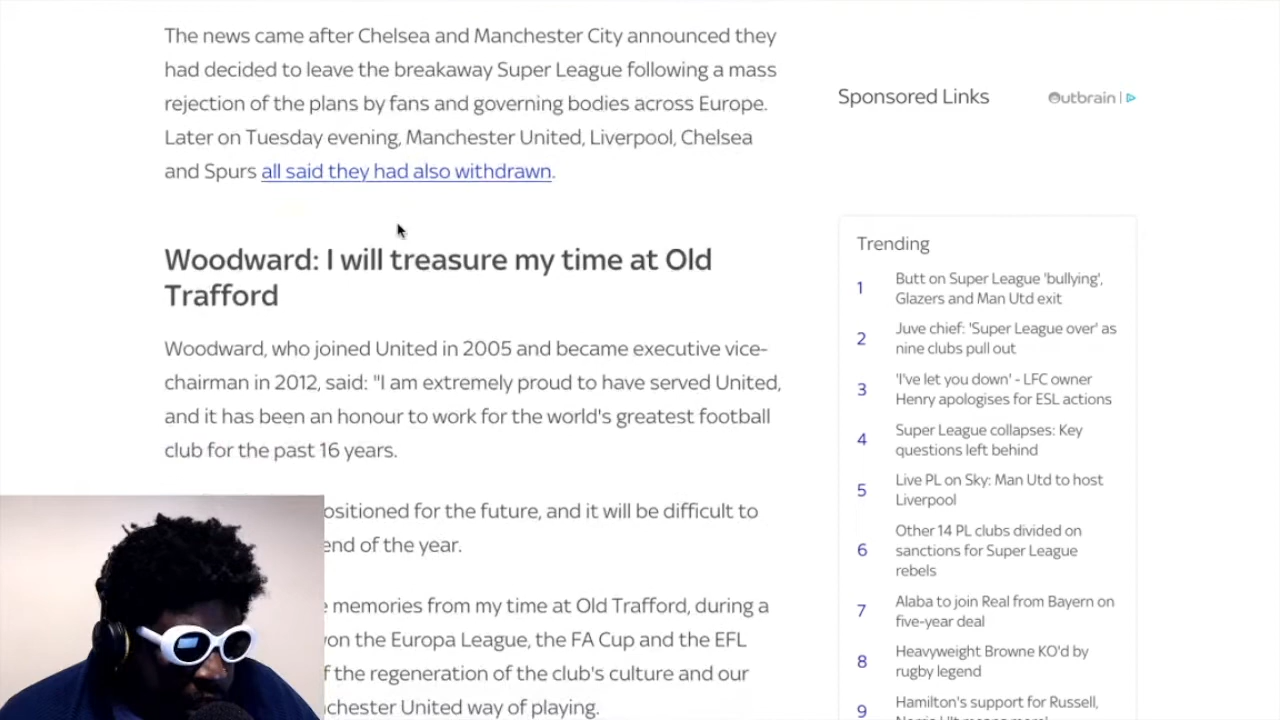 The news came after Chelsea and Manchester City announced they
had decided to leave the breakaway Super League following a mass
rejection of the plans by fans and governing bodies across Europe.
Later on Tuesday evening, Manchester United, Liverpool, Chelsea
and Spurs all said they had also withdrawn.
Woodward: I will treasure my time at Old
Trafford
Woodward, who joined United in 2005 and became executive vice-
chairman in 2012, said: "I am extremely proud to have served United,
and it has been an honour to work for the world's greatest football
club for the past 16 years.
ositioned for the future, and it will be difficult to
end of the year.
e memories from my time at Old Trafford, during a
on the Europa League, the FA Cup and the EFL
f the regeneration of the club's culture and our
chester United way of playing.
Sponsored Links
Outbrain
Trending
1 Butt on Super League 'bullying',
Glazers and Man Utd exit
2 Juve chief: 'Super League over' as
nine clubs pull out
3 'I've let you down' - LFC owner
Henry apologises for ESL actions
4 Super League collapses: Key
questions left behind
5 Live PL on Sky: Man Utd to host
Liverpool
6 Other 14 PL clubs divided on
sanctions for Super League
rebels
7 Alaba to join Real from Bayern on
five-year deal
8 Heavyweight Browne KO'd by
rugby legend
9 Hamilton's support for Russell,